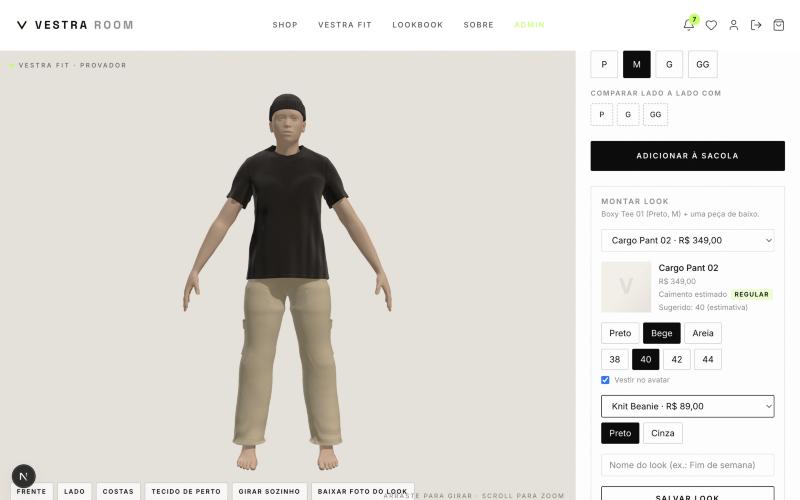 VESTRA ROOM
SHOP VESTRA FIT LOOKBOOK SOBRE ADMIN
7
VESTRA FIT · PROVADOR
P M G GG
COMPARAR LADO A LADO COM
P G GG
ADICIONAR À SACOLA
MONTAR LOOK
Boxy Tee 01 (Preto, M) + uma peça de baixo.
Cargo Pant 02 · R$ 349,00
V
Cargo Pant 02
R$ 349,00
Caimento estimado REGULAR
Sugerido: 40 (estimativa)
Preto Bege Areia
38 40 42 44
Vestir no avatar
Knit Beanie · R$ 89,00
Preto Cinza
Nome do look (ex.: Fim de semana)
SALVAR LOOK
N
FRENTE LADO COSTAS TECIDO DE PERTO GIRAR SOZINHO BAIXAR FOTO DO LOOK
ARRASTE PARA GIRAR · SCROLL PARA ZOOM